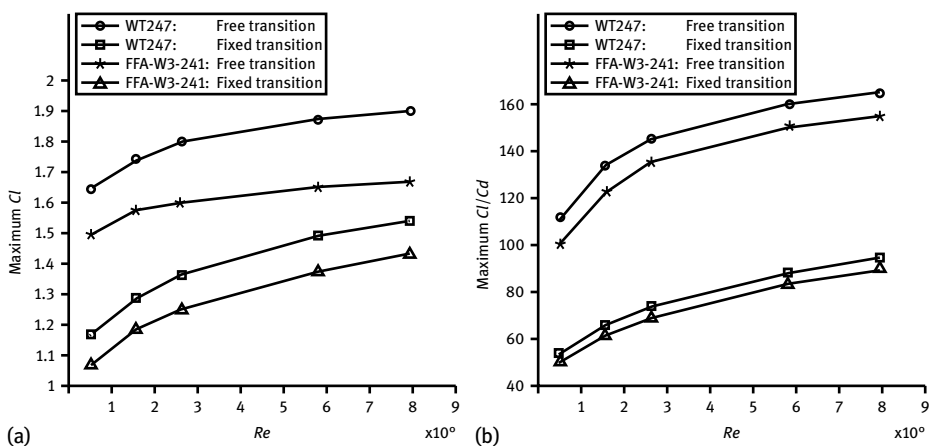 WT247: Free transition
WT247: Fixed transition
FFA-W3-241: Free transition
FFA-W3-241: Fixed transition
2
1.9
1.8
1.7
1.6
1.5
1.4
1.3
1.2
1.1
1
Maximum Cl
1 2 3 4 5 6 7 8 9
(a) Re x10°
WT247: Free transition
WT247: Fixed transition
FFA-W3-241: Free transition
FFA-W3-241: Fixed transition
160
140
120
100
80
60
40
Maximum Cl/Cd
1 2 3 4 5 6 7 8 9
(b) Re x10°